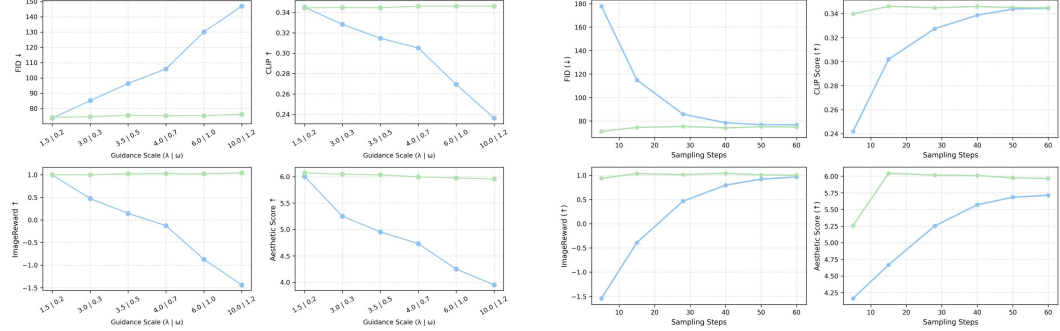 FID ↓
150
140
130
120
110
100
90
80
1.5 | 0.2
3.0 | 0.3
3.5 | 0.5
4.0 | 0.7
6.0 | 1.0
10.0 | 1.2
Guidance Scale (λ | ω)
CLIP ↑
0.34
0.32
0.30
0.28
0.26
0.24
1.5 | 0.2
3.0 | 0.3
3.5 | 0.5
4.0 | 0.7
6.0 | 1.0
10.0 | 1.2
Guidance Scale (λ | ω)
FID (↓)
180
160
140
120
100
80
10
20
30
40
50
60
Sampling Steps
CLIP Score (↑)
0.34
0.32
0.30
0.28
0.26
0.24
10
20
30
40
50
60
Sampling Steps
ImageReward ↑
1.0
0.5
0.0
−0.5
−1.0
−1.5
1.5 | 0.2
3.0 | 0.3
3.5 | 0.5
4.0 | 0.7
6.0 | 1.0
10.0 | 1.2
Guidance Scale (λ | ω)
Aesthetic Score ↑
6.0
5.5
5.0
4.5
4.0
1.5 | 0.2
3.0 | 0.3
3.5 | 0.5
4.0 | 0.7
6.0 | 1.0
10.0 | 1.2
Guidance Scale (λ | ω)
ImageReward (↑)
1.0
0.5
0.0
−0.5
−1.0
−1.5
10
20
30
40
50
60
Sampling Steps
Aesthetic Score (↑)
6.00
5.75
5.50
5.25
5.00
4.75
4.50
4.25
10
20
30
40
50
60
Sampling Steps